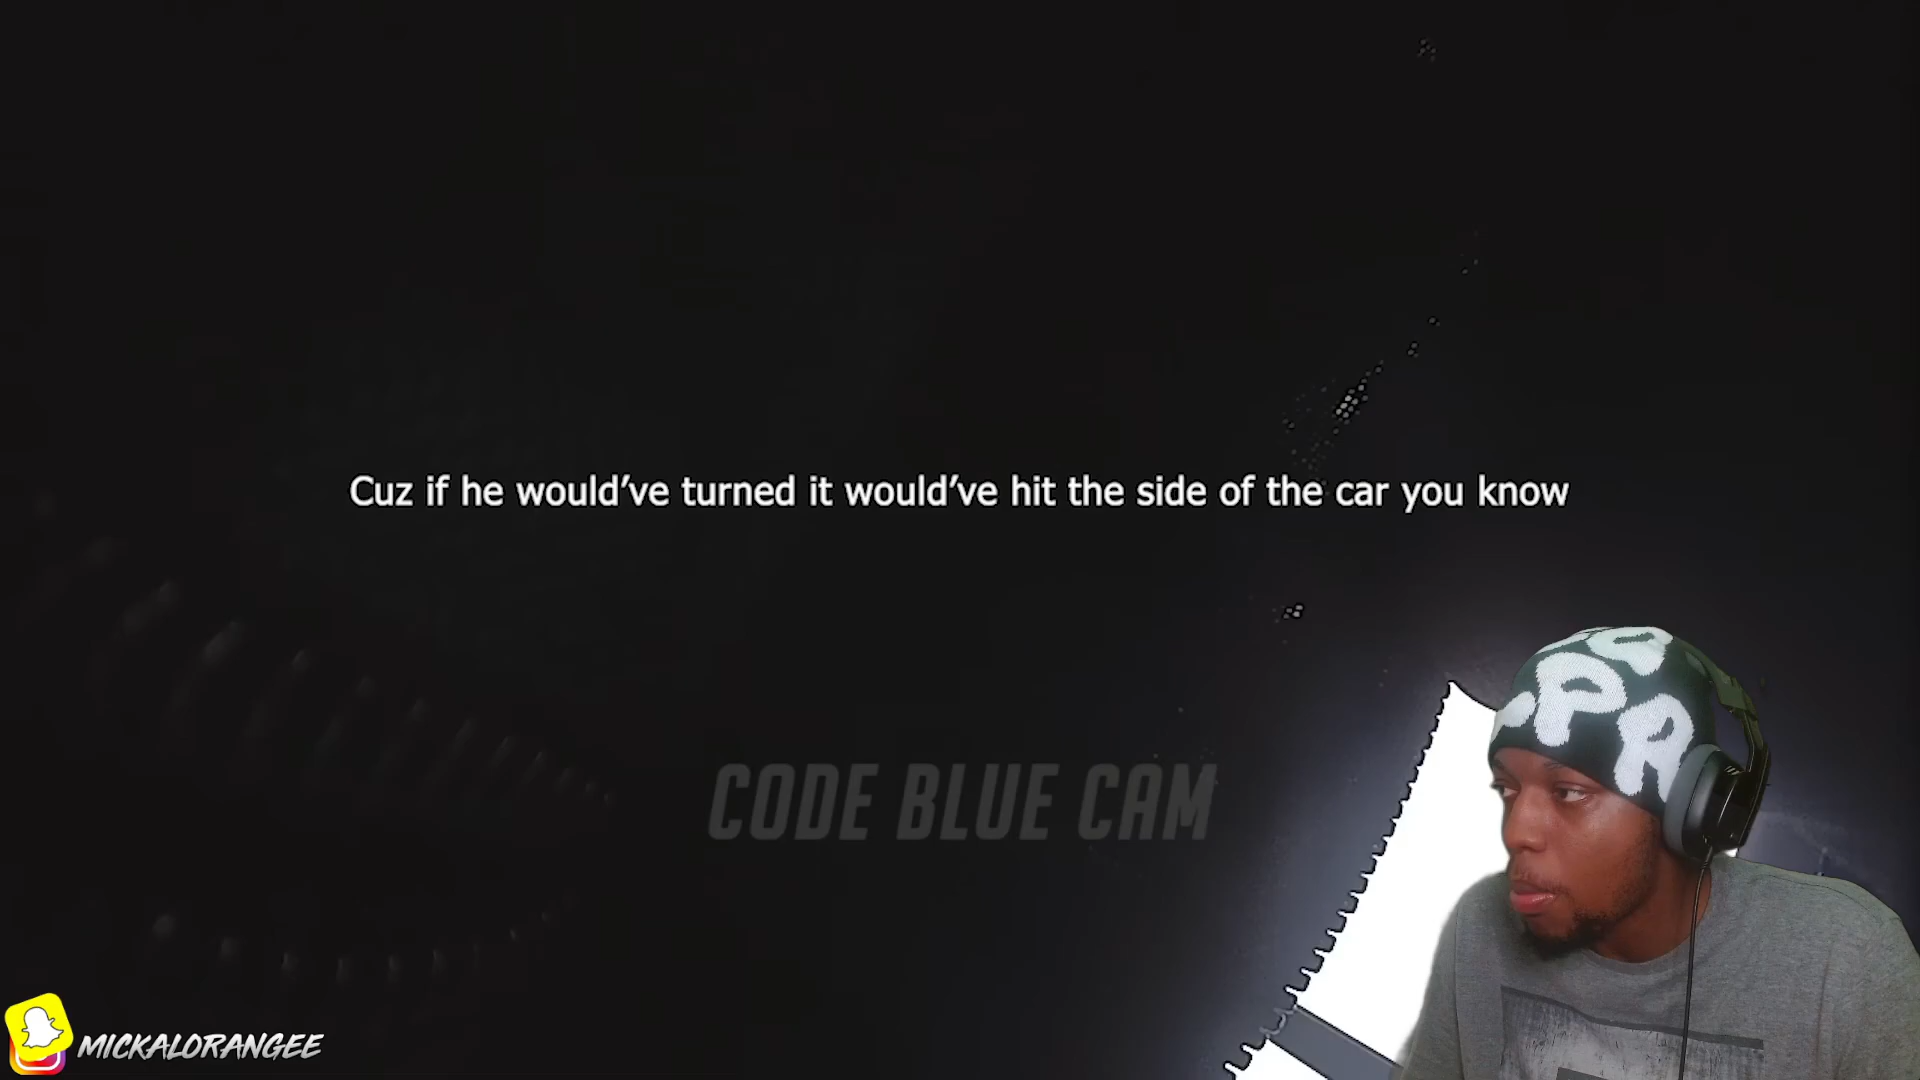 Cuz if he would’ve turned it would’ve hit the side of the car you know
CODE BLUE CAM
MICKALORANGEE